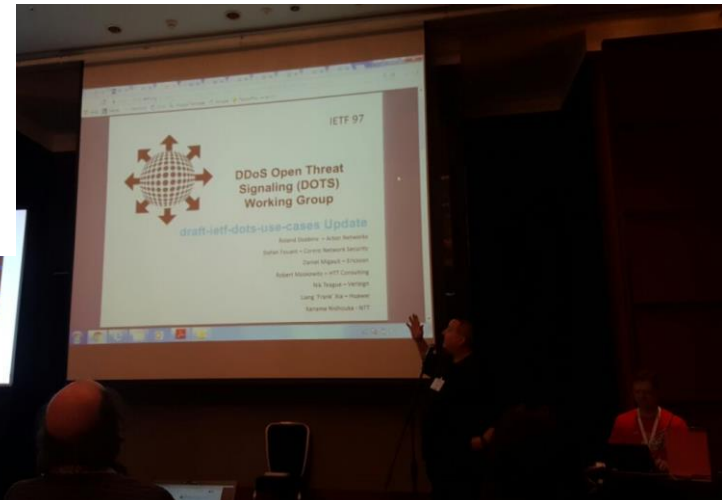 IETF 97
DDoS Open Threat
Signaling (DOTS)
Working Group
draft-ietf-dots-use-cases Update
Roland Dobbins – Arbor Networks
Stefan Fouant – Corero Network Security
Daniel Migault – Ericsson
Robert Moskowitz – HTT Consulting
Nik Teague – Verisign
Liang 'Frank' Xia – Huawei
Kaname Nishizuka - NTT